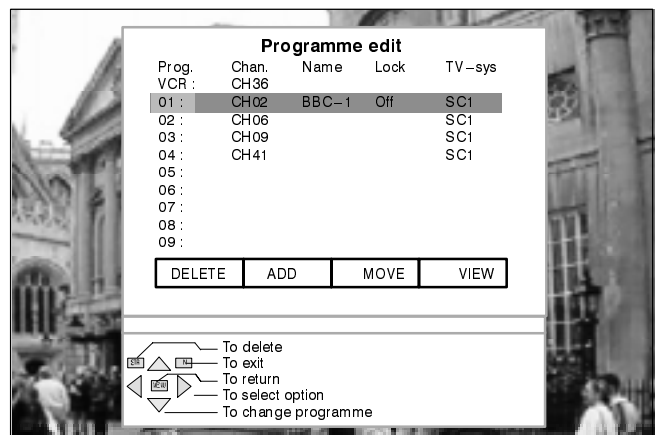 Programme edit
Prog. Chan. Name Lock TV-sys
VCR : CH36
01 : CH02 BBC-1 Off SC1
02 : CH06 SC1
03 : CH09 SC1
04 : CH41 SC1
05 :
06 :
07 :
08 :
09 :
DELETE ADD MOVE VIEW
To delete
STR N To exit
MENU To return
To select option
To change programme